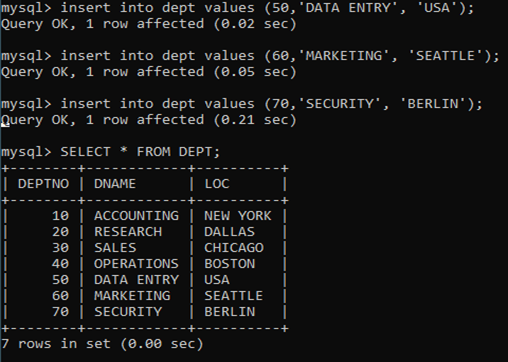 mysql> insert into dept values (50,'DATA ENTRY', 'USA');
Query OK, 1 row affected (0.02 sec)
mysql> insert into dept values (60,'MARKETING', 'SEATTLE');
Query OK, 1 row affected (0.05 sec)
mysql> insert into dept values (70,'SECURITY', 'BERLIN');
Query OK, 1 row affected (0.21 sec)
mysql> SELECT * FROM DEPT;
+--------+------------+----------+
| DEPTNO | DNAME      | LOC      |
+--------+------------+----------+
|     10 | ACCOUNTING | NEW YORK |
|     20 | RESEARCH   | DALLAS   |
|     30 | SALES      | CHICAGO  |
|     40 | OPERATIONS | BOSTON   |
|     50 | DATA ENTRY | USA      |
|     60 | MARKETING  | SEATTLE  |
|     70 | SECURITY   | BERLIN   |
+--------+------------+----------+
7 rows in set (0.00 sec)